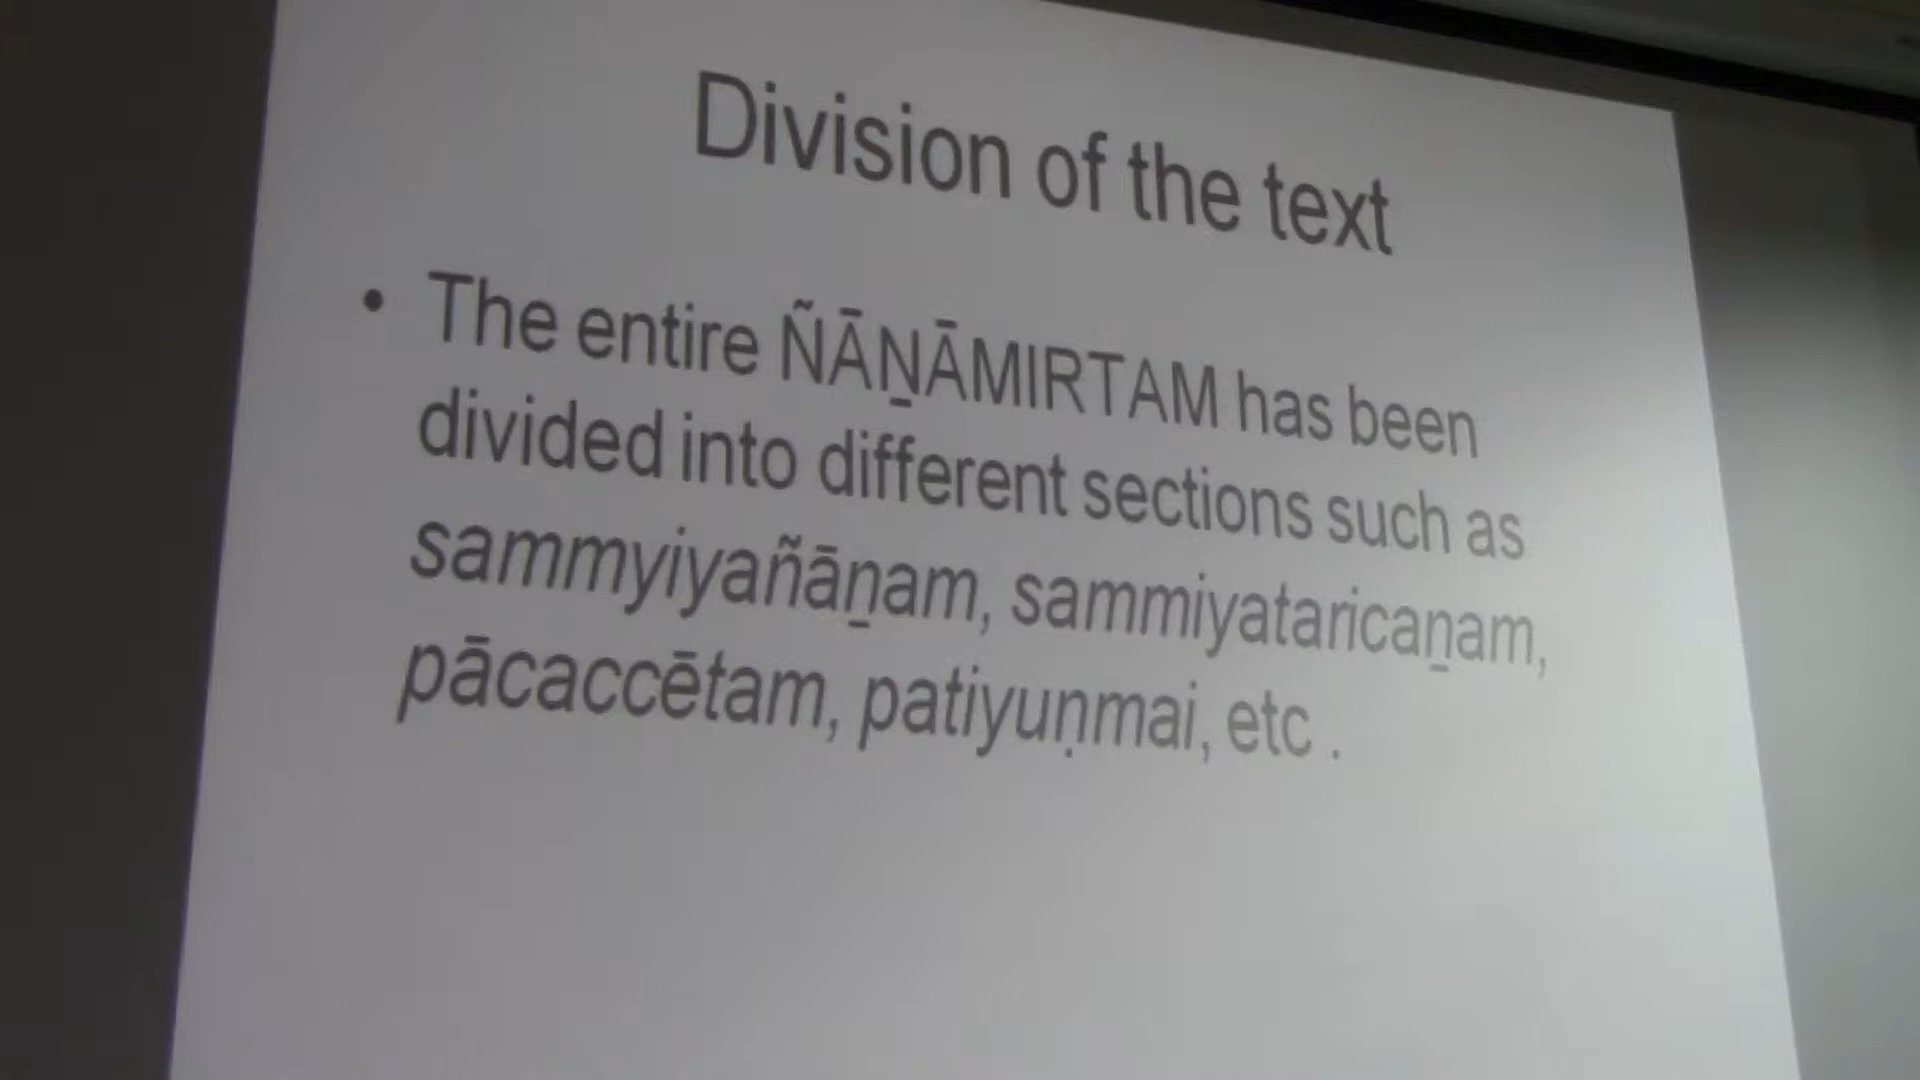 Division of the text
• The entire ÑĀṈĀMIRTAM has been
divided into different sections such as
sammyiyañāṉam, sammiyataricaṉam,
pācaccētam, patiyuṇmai, etc .